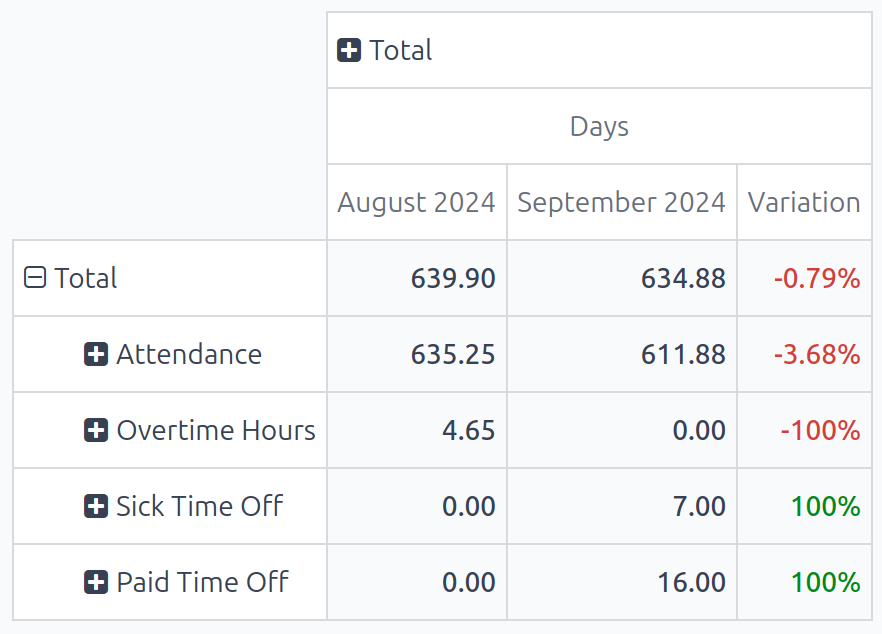 Total
Days
August 2024 September 2024 Variation
Total 639.90 634.88 -0.79%
Attendance 635.25 611.88 -3.68%
Overtime Hours 4.65 0.00 -100%
Sick Time Off 0.00 7.00 100%
Paid Time Off 0.00 16.00 100%